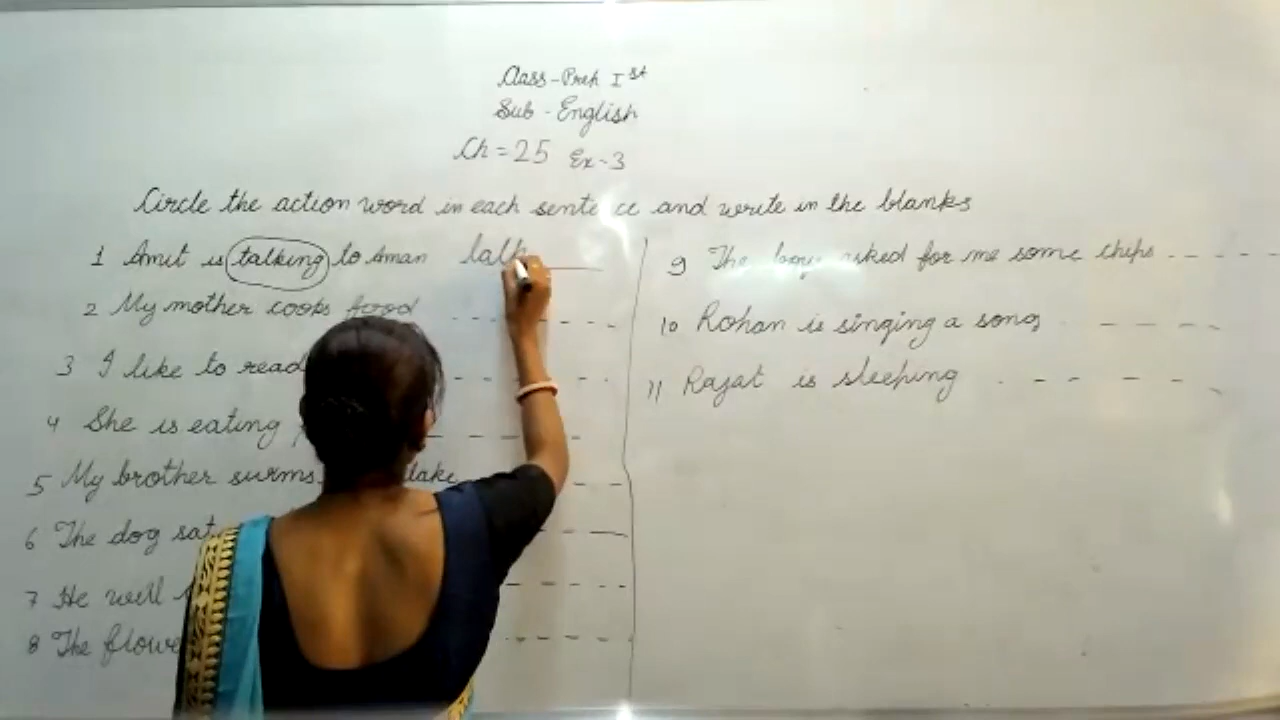 Class - Prep I st
Sub - English
Ch = 25 Ex - 3
Circle the action word in each sente ce and write in the blanks
1 Amit is talking to Aman talk
2 My mother cooks food
3 I like to read
4 She is eating
5 My brother surms lake
6 The dog sat
7 He will
8 The flowe
9 The boys asked for me some chips
10 Rohan is singing a song
11 Rajat is sleeping